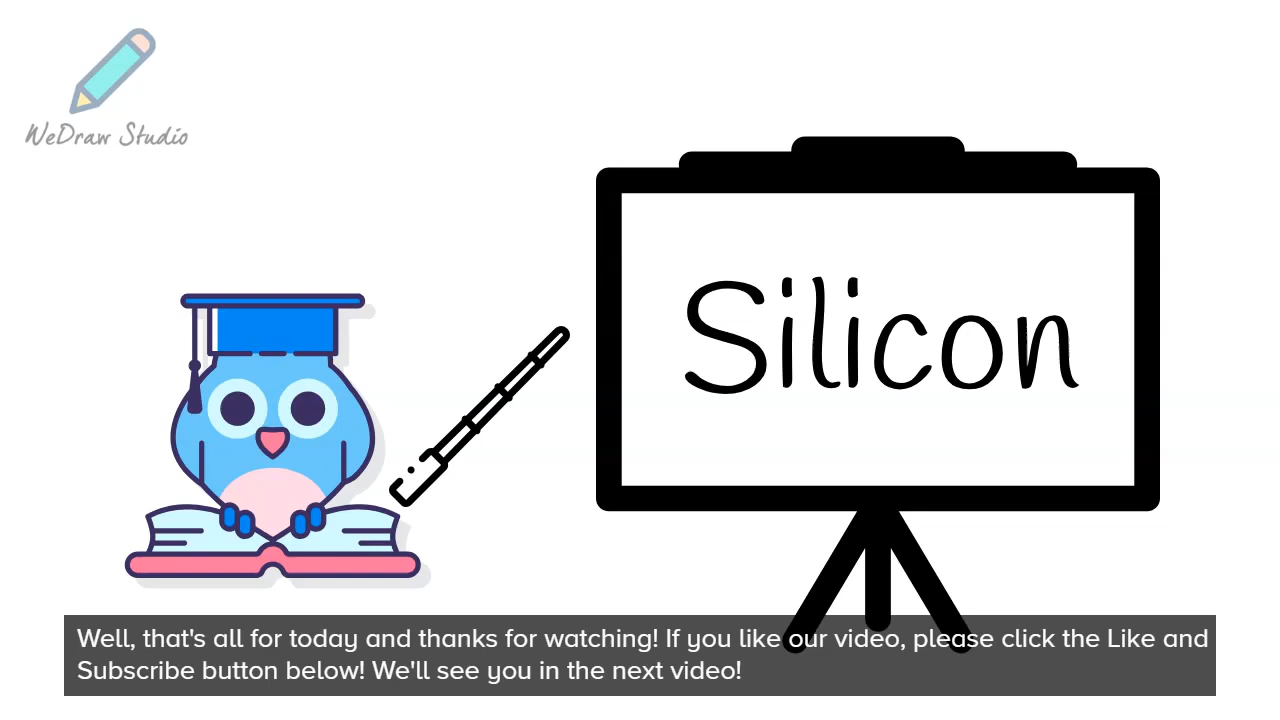 WeDraw Studio
Silicon
Well, that's all for today and thanks for watching! If you like our video, please click the Like and
Subscribe button below! We'll see you in the next video!